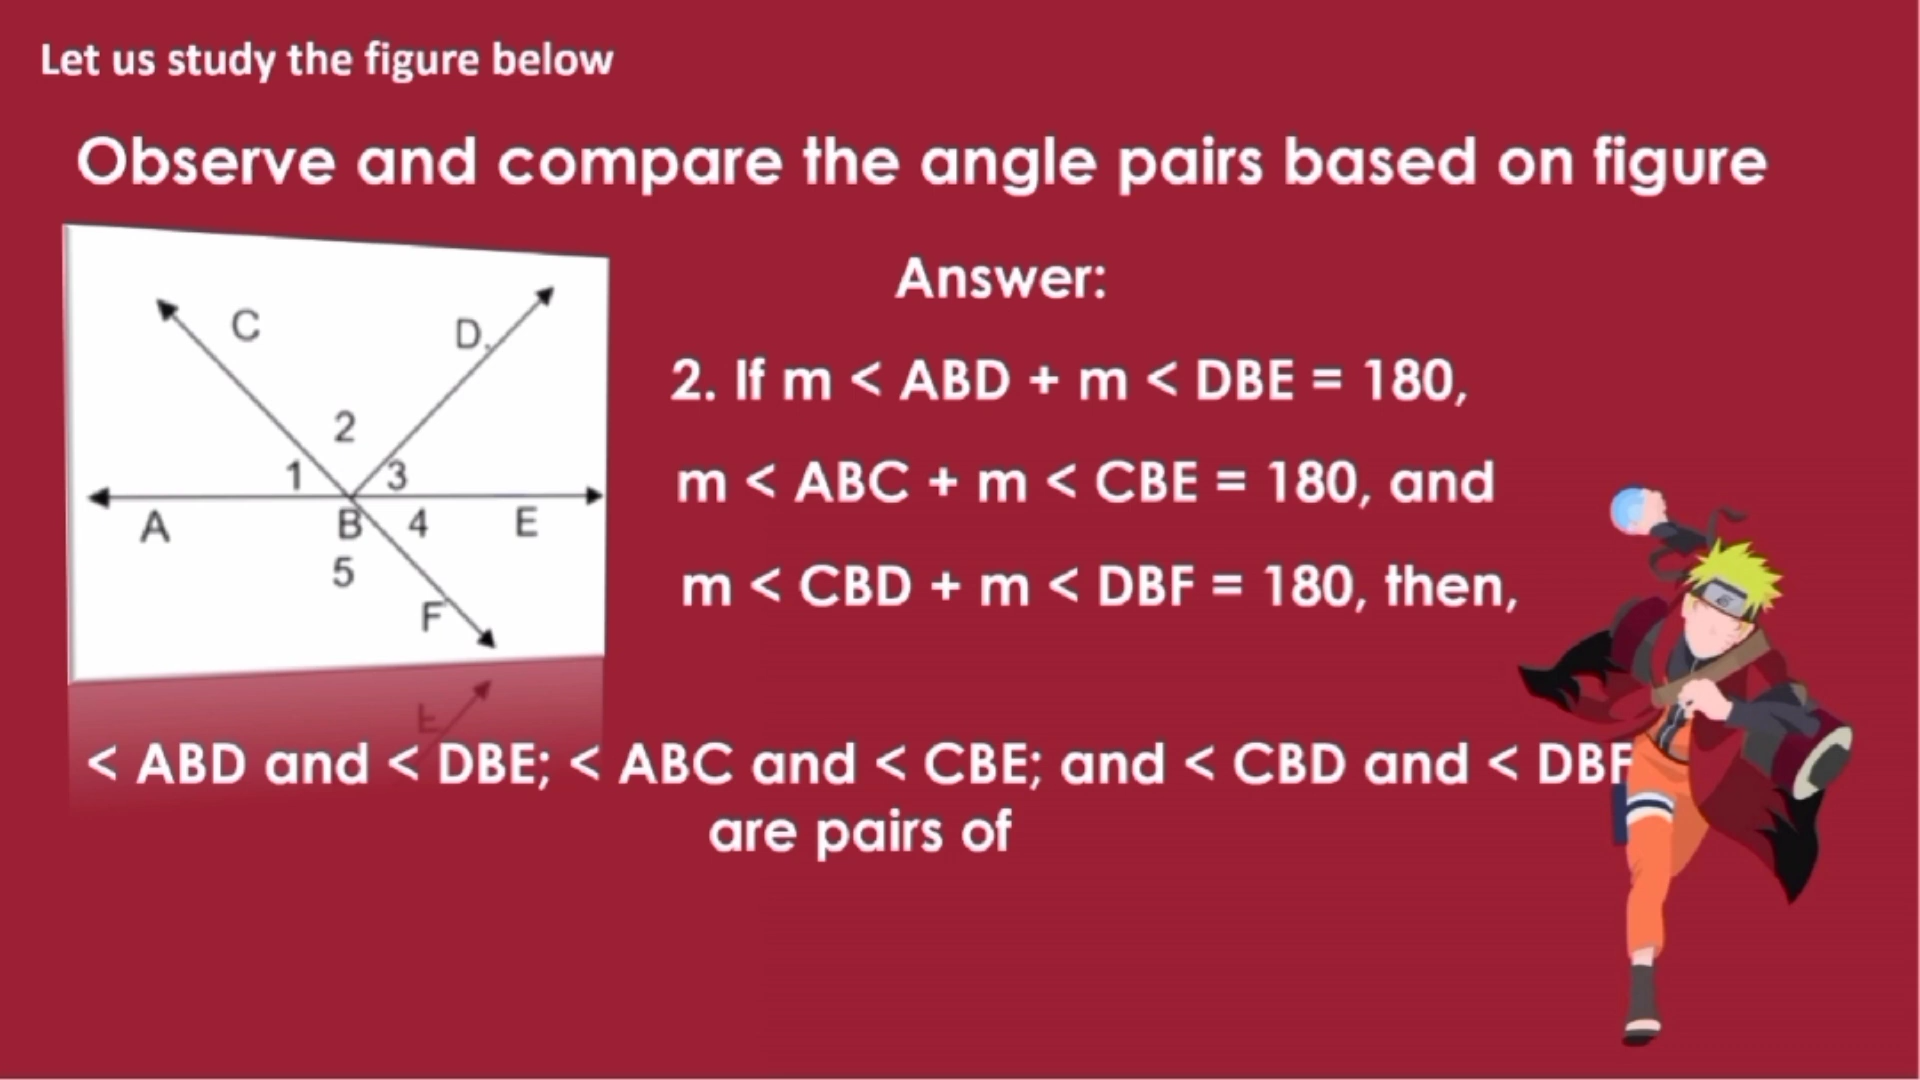 Let us study the figure below
Observe and compare the angle pairs based on figure
C
D
2
1
3
A
B
4
E
5
F
Answer:
2. If m < ABD + m < DBE = 180,
m < ABC + m < CBE = 180, and
m < CBD + m < DBF = 180, then,
< ABD and < DBE; < ABC and < CBE; and < CBD and < DBF
are pairs of